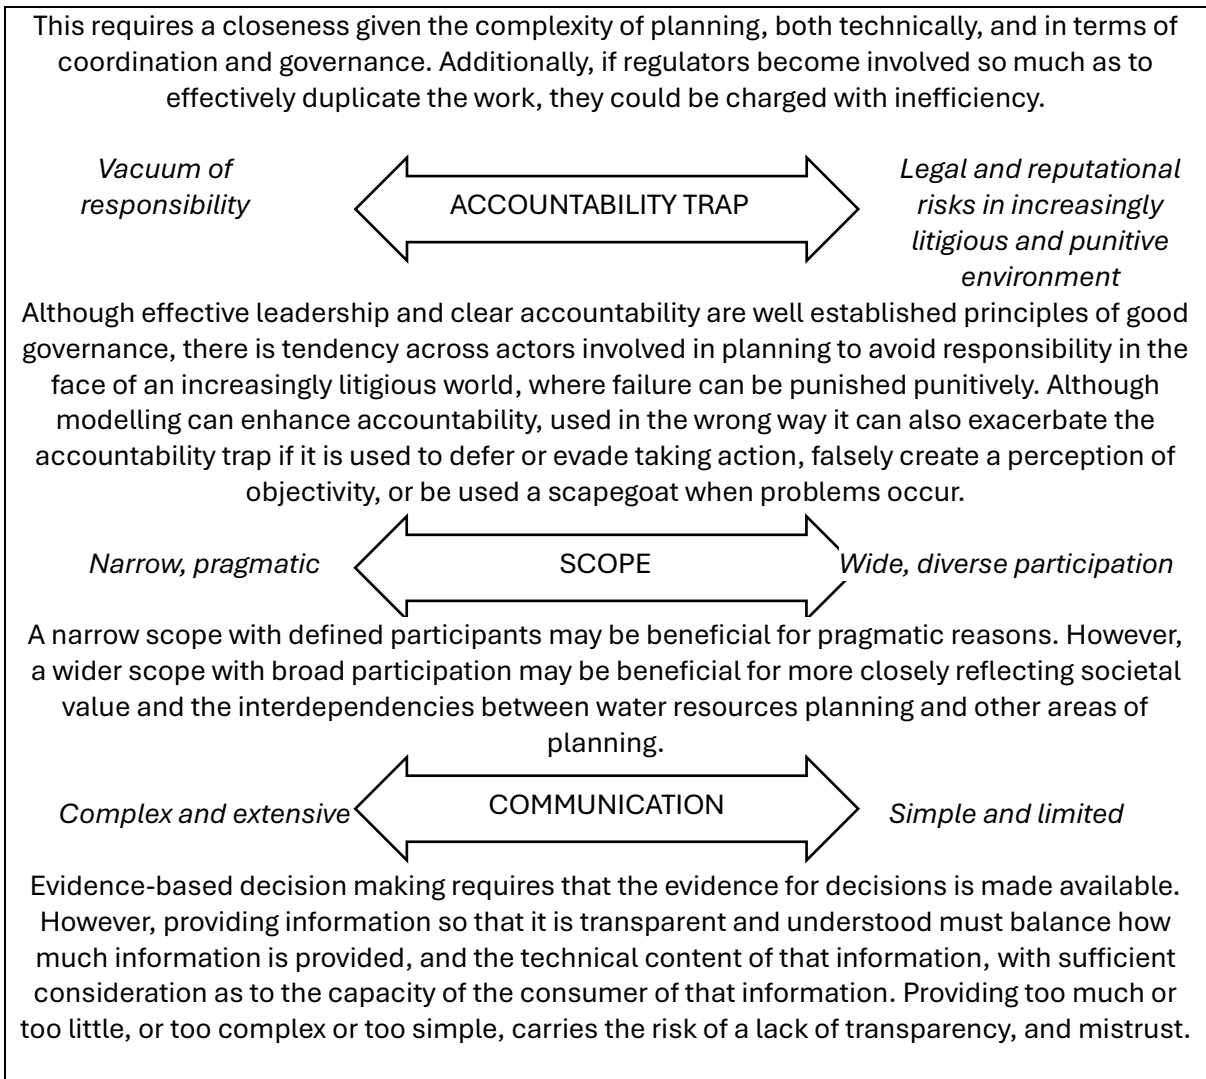 This requires a closeness given the complexity of planning, both technically, and in terms of
coordination and governance. Additionally, if regulators become involved so much as to
effectively duplicate the work, they could be charged with inefficiency.
Vacuum of
responsibility
ACCOUNTABILITY TRAP
Legal and reputational
risks in increasingly
litigious and punitive
environment
Although effective leadership and clear accountability are well established principles of good
governance, there is tendency across actors involved in planning to avoid responsibility in the
face of an increasingly litigious world, where failure can be punished punitively. Although
modelling can enhance accountability, used in the wrong way it can also exacerbate the
accountability trap if it is used to defer or evade taking action, falsely create a perception of
objectivity, or be used a scapegoat when problems occur.
Narrow, pragmatic
SCOPE
Wide, diverse participation
A narrow scope with defined participants may be beneficial for pragmatic reasons. However,
a wider scope with broad participation may be beneficial for more closely reflecting societal
value and the interdependencies between water resources planning and other areas of
planning.
Complex and extensive
COMMUNICATION
Simple and limited
Evidence-based decision making requires that the evidence for decisions is made available.
However, providing information so that it is transparent and understood must balance how
much information is provided, and the technical content of that information, with sufficient
consideration as to the capacity of the consumer of that information. Providing too much or
too little, or too complex or too simple, carries the risk of a lack of transparency, and mistrust.